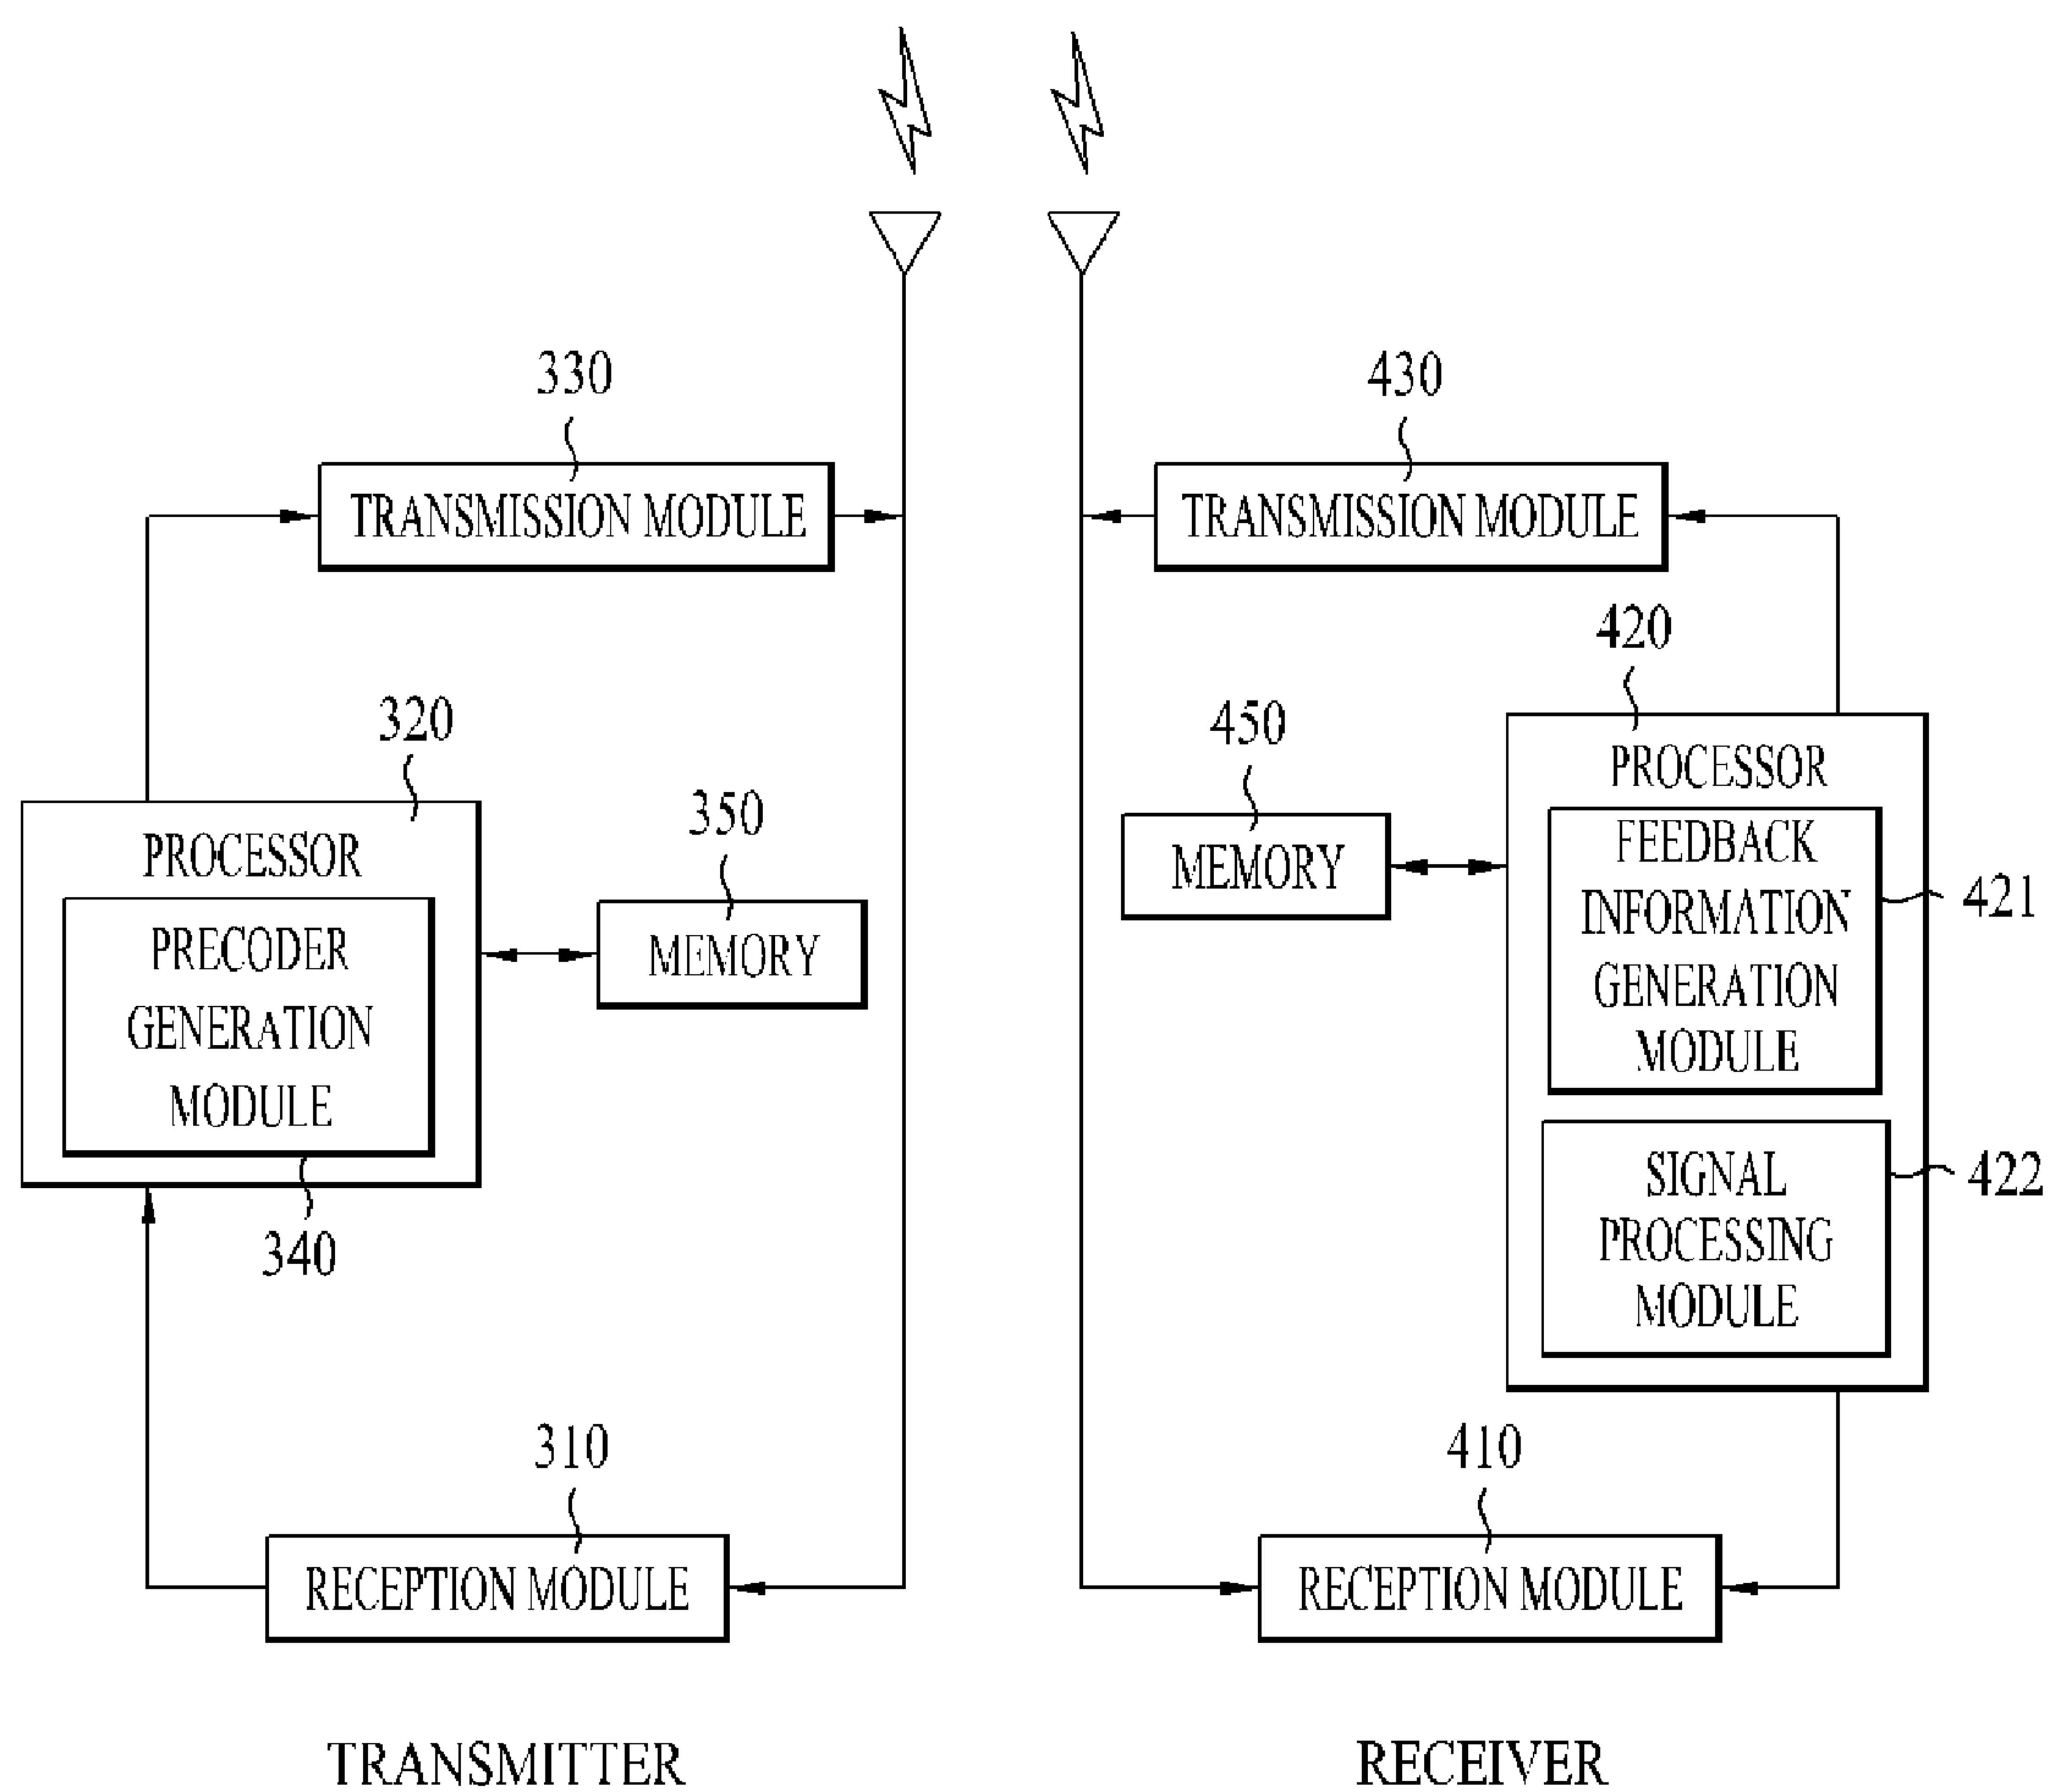 330
TRANSMISSION MODULE
320
PROCESSOR
PRECODER
GENERATION
MODULE
340
350
MEMORY
310
RECEPTION MODULE
TRANSMITTER
430
TRANSMISSION MODULE
420
PROCESSOR
FEEDBACK
INFORMATION
GENERATION
MODULE
421
SIGNAL
PROCESSING
MODULE
422
450
MEMORY
410
RECEPTION MODULE
RECEIVER